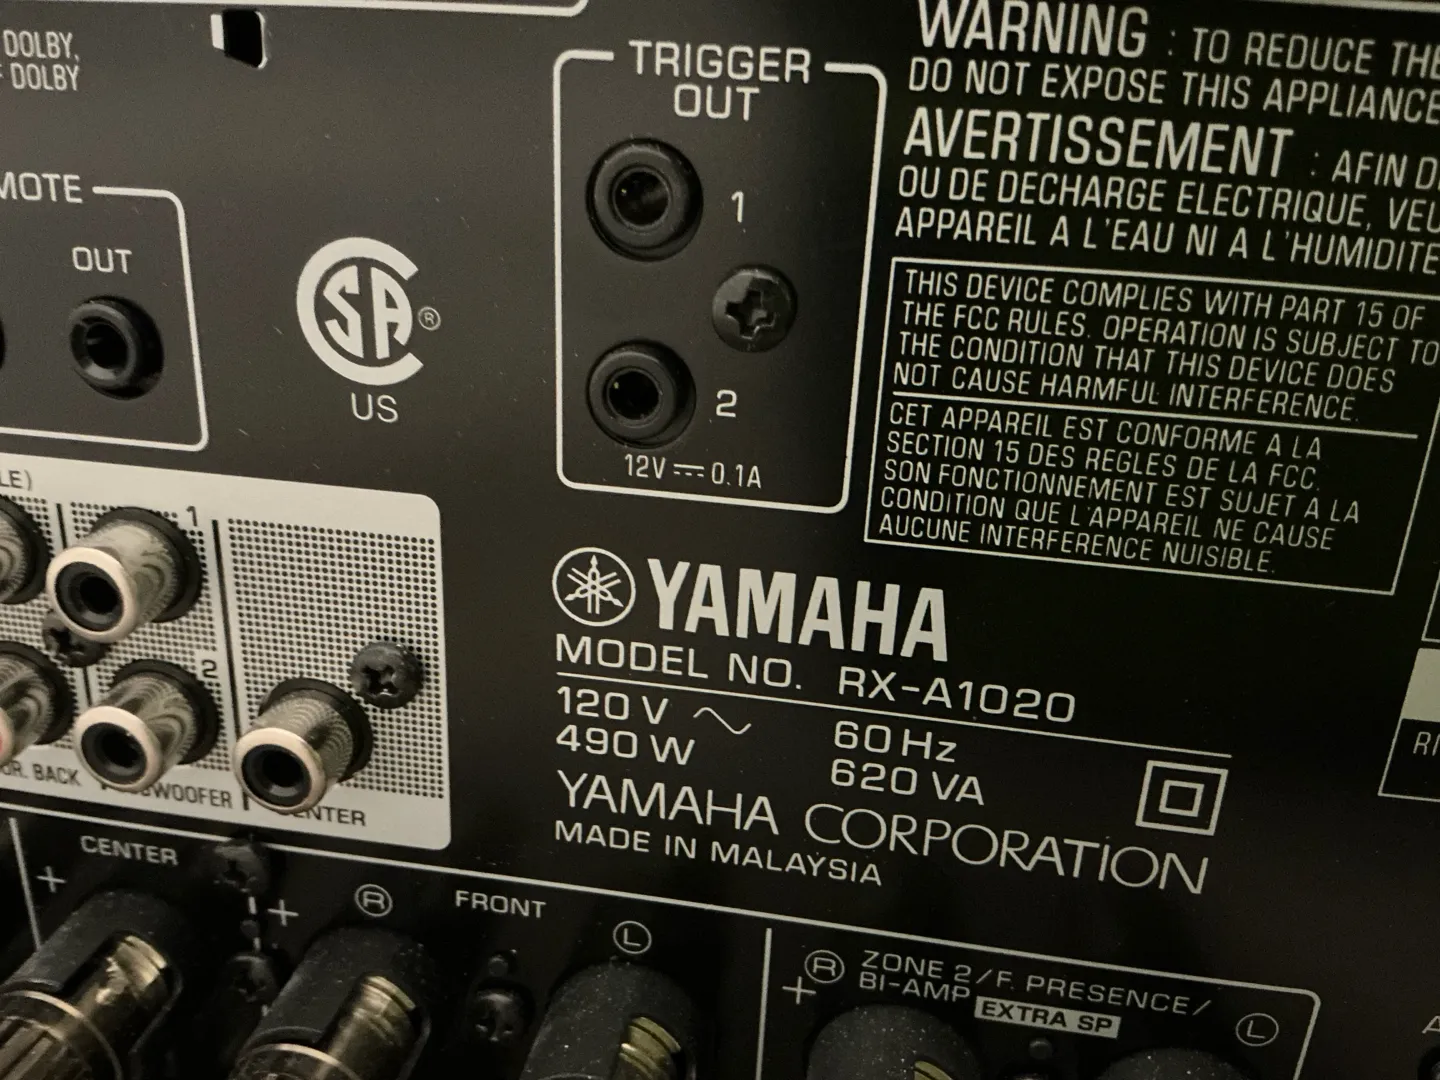 DOLBY,
DOLBY
TRIGGER
OUT
1
2
12V 0.1A
WARNING : TO REDUCE THE
DO NOT EXPOSE THIS APPLIANCE
AVERTISSEMENT : AFIN
OU DE DECHARGE ELECTRIQUE,
APPAREIL A L'EAU NI A L'HUMIDITE
THIS DEVICE COMPLIES WITH PART 15 OF
THE FCC RULES. OPERATION IS SUBJECT TO
THE CONDITION THAT THIS DEVICE DOES
NOT CAUSE HARMFUL INTERFERENCE.
CET APPAREIL EST CONFORME A LA
SECTION 15 DES REGLES DE LA FCC.
SON FONCTIONNEMENT EST SUJET A LA
CONDITION QUE L'APPAREIL NE CAUSE
AUCUNE INTERFERENCE NUISIBLE.
OUT
CSA®
US
1
2
BACK
CENTER
YAMAHA
MODEL NO. RX-A1020
120 V ~ 60 Hz
490 W 620 VA
YAMAHA CORPORATION
MADE IN MALAYSIA
CENTER
+
+ R FRONT L
+ R ZONE 2/F. PRESENCE/
BI-AMP EXTRA SP L